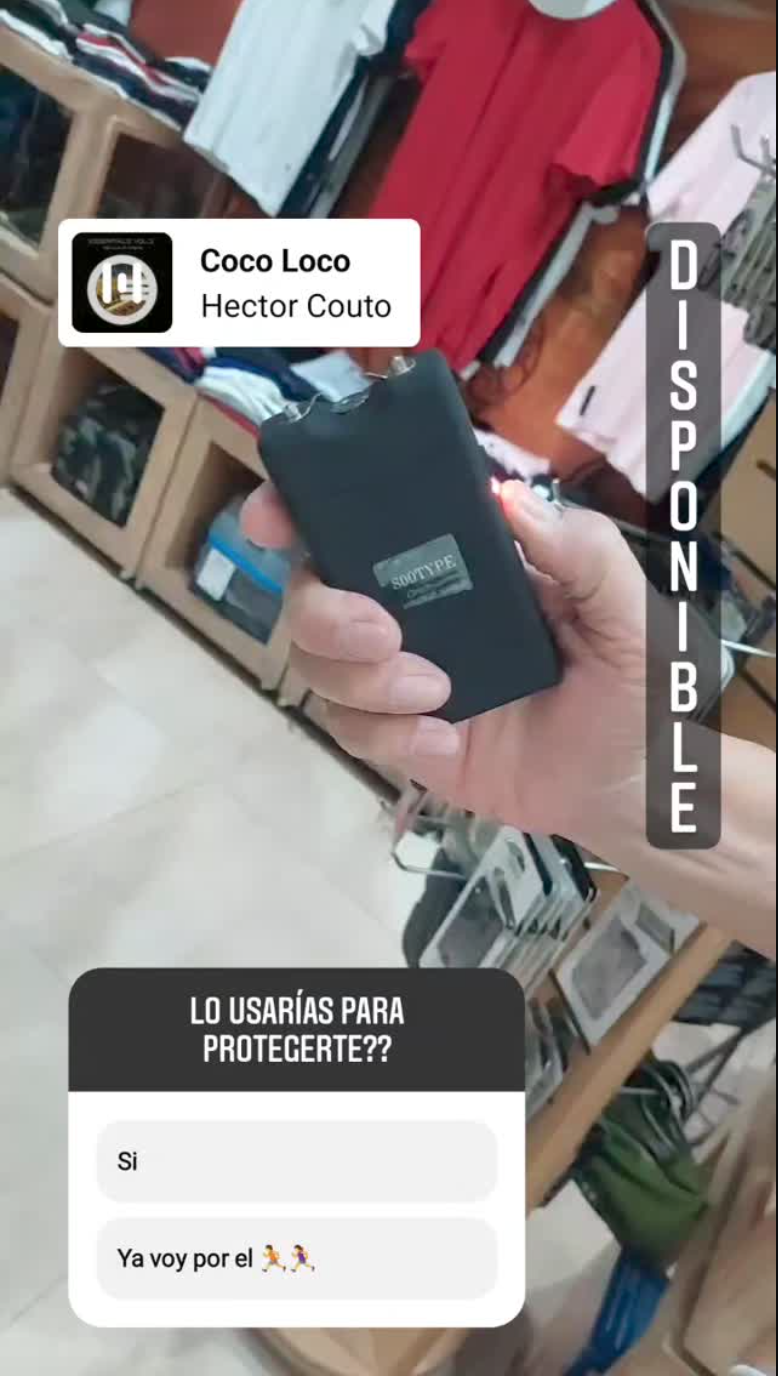 Coco Loco
Hector Couto
DISPONIBLE
800TYPE
LO USARÍAS PARA
PROTEGERTE??
Si
Ya voy por el 🏃🏃‍♀️